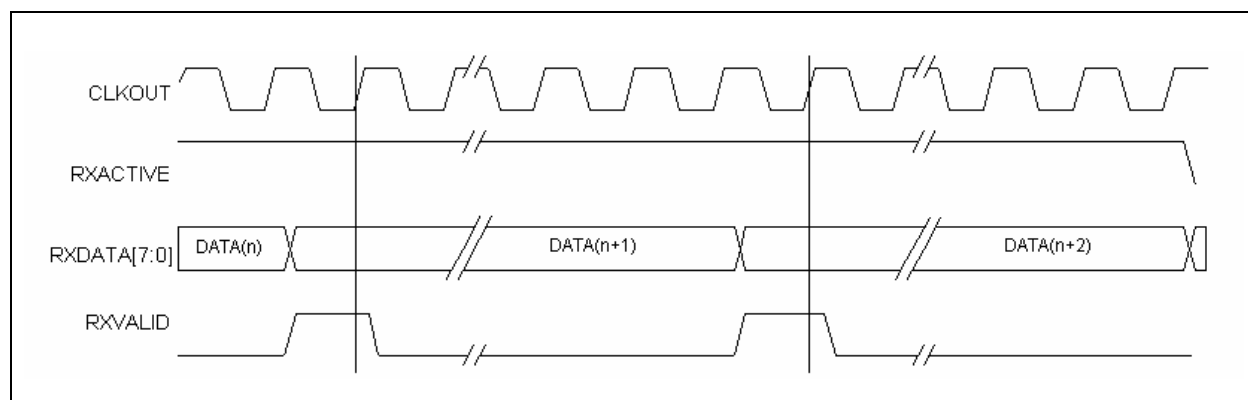 CLKOUT
RXACTIVE
RXDATA[7:0]
DATA(n)
DATA(n+1)
DATA(n+2)
RXVALID